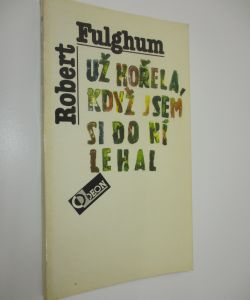 Robert
Fulghum
UŽ HOŘELA,
KDYŽ JSEM
SI DO NÍ
LEHAL
ODEON